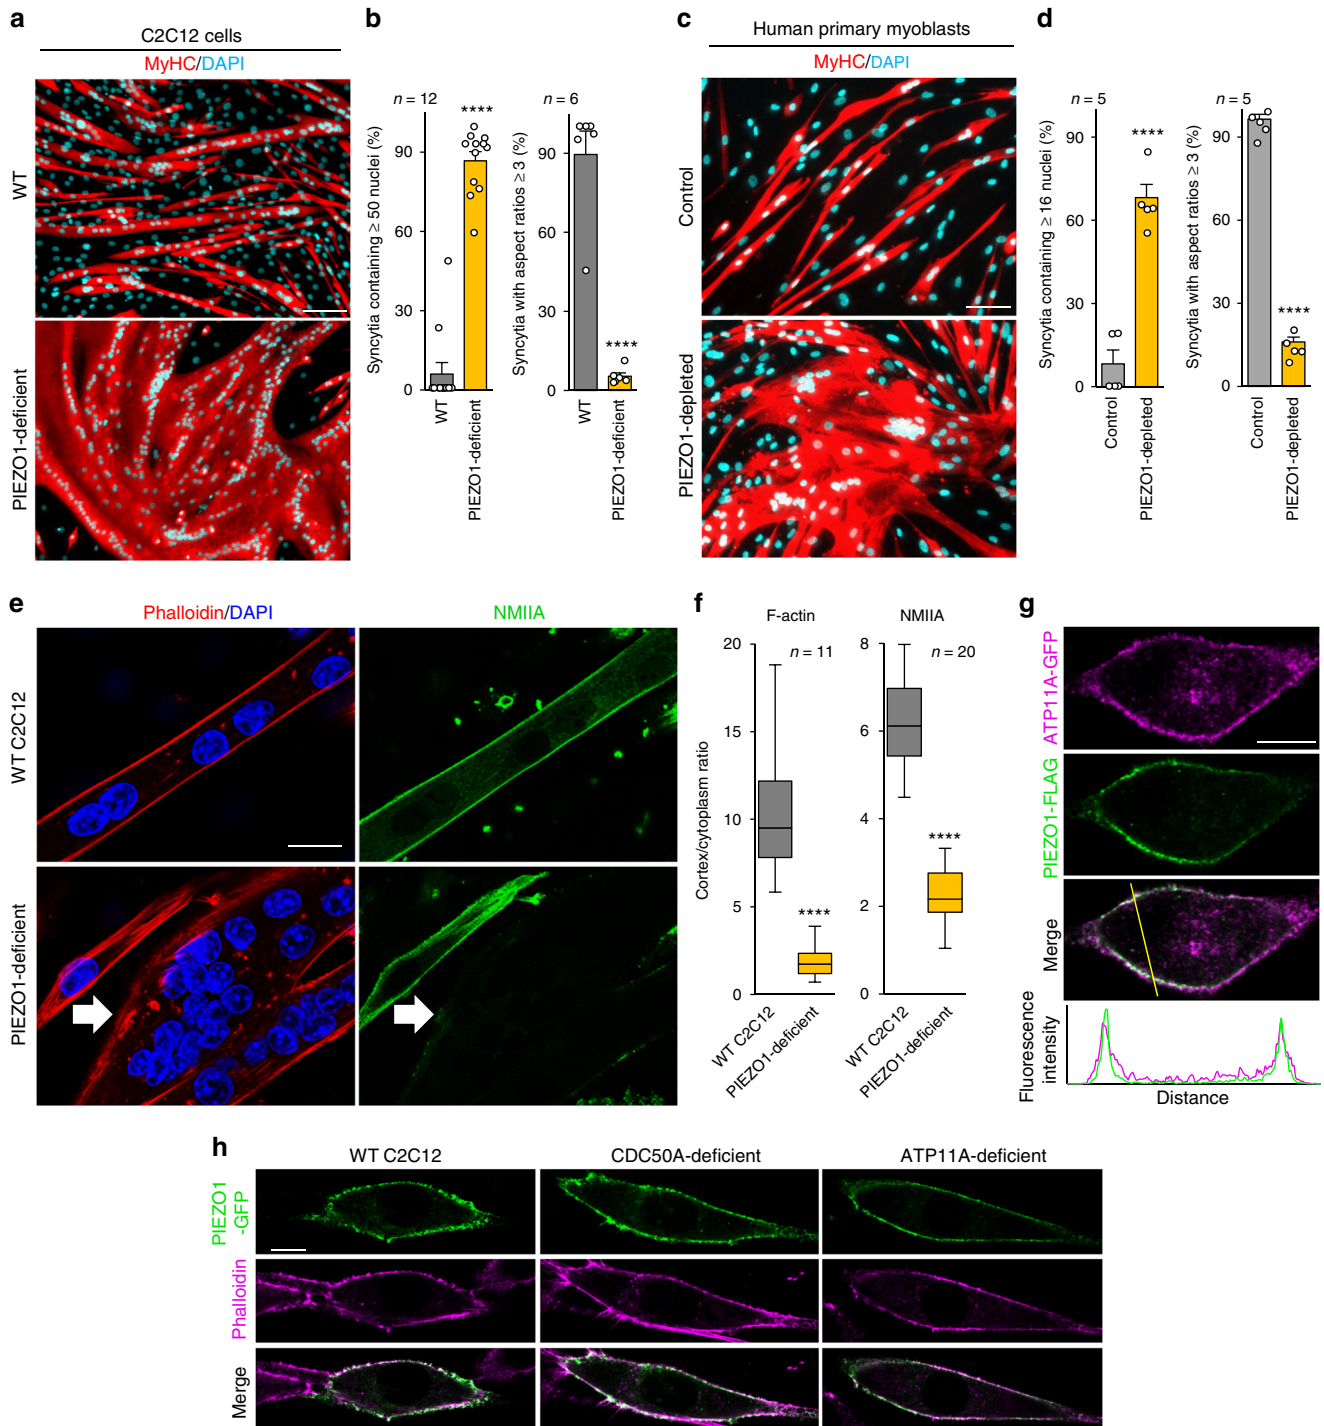 a
C2C12 cells
MyHC/DAPI
WT
PIEZO1-deficient
b
n = 12
****
Syncytia containing ≥ 50 nuclei (%)
90
60
30
0
WT
PIEZO1-deficient
n = 6
Syncytia with aspect ratios ≥ 3 (%)
90
60
30
0
****
WT
PIEZO1-deficient
c
Human primary myoblasts
MyHC/DAPI
Control
PIEZO1-depleted
d
n = 5
****
Syncytia containing ≥ 16 nuclei (%)
90
60
30
0
Control
PIEZO1-depleted
n = 5
Syncytia with aspect ratios ≥ 3 (%)
90
60
30
0
****
Control
PIEZO1-depleted
e
Phalloidin/DAPI
NMIIA
WT C2C12
PIEZO1-deficient
f
F-actin
n = 11
Cortex/cytoplasm ratio
20
15
10
5
0
****
WT C2C12
PIEZO1-deficient
NMIIA
n = 20
8
6
4
2
0
****
WT C2C12
PIEZO1-deficient
g
ATP11A-GFP
PIEZO1-FLAG
Merge
Fluorescence
intensity
Distance
h
WT C2C12
CDC50A-deficient
ATP11A-deficient
PIEZO1
-GFP
Phalloidin
Merge